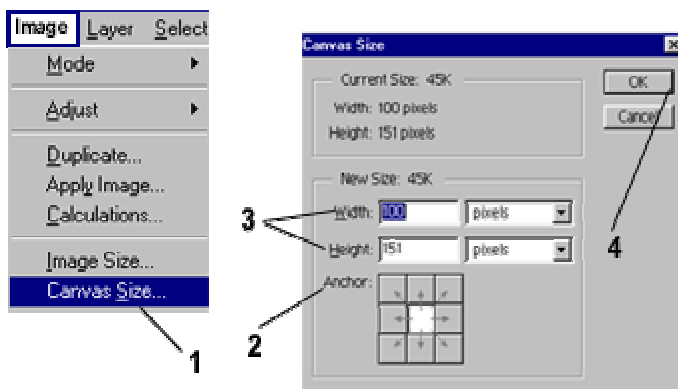 Image Layer Select
Mode
Adjust
Duplicate...
Apply Image...
Calculations...
Image Size...
Canvas Size...
1
Canvas Size
Current Size: 45K
Width: 100 pixels
Height: 151 pixels
OK
Cancel
4
New Size: 45K
3
Width: 100 pixels
Height: 151 pixels
Anchor:
2